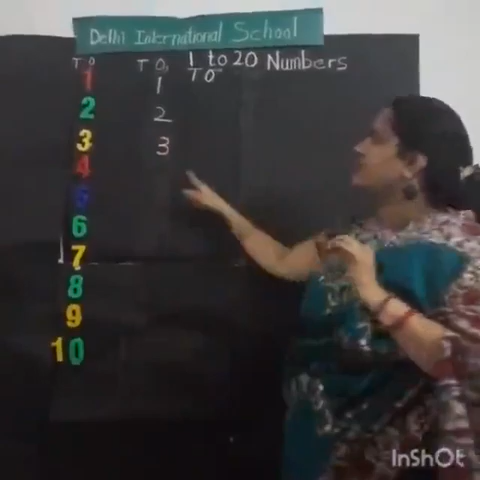 Delhi International School
T O T O, 1 to 20 Numbers
T O
1 1
2 2
3 3
4
5
6
7
8
9
10
InShOt